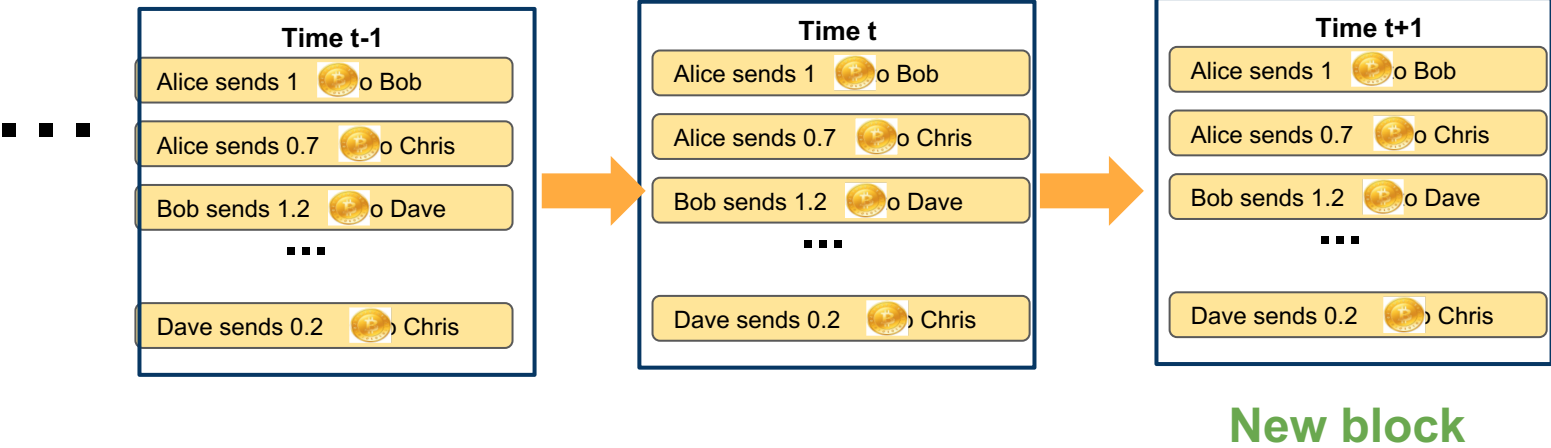 Time t-1
Alice sends 1 o Bob
Alice sends 0.7 o Chris
Bob sends 1.2 o Dave
...
Dave sends 0.2 Chris
...
Time t
Alice sends 1 o Bob
Alice sends 0.7 o Chris
Bob sends 1.2 o Dave
...
Dave sends 0.2 Chris
Time t+1
Alice sends 1 o Bob
Alice sends 0.7 o Chris
Bob sends 1.2 o Dave
...
Dave sends 0.2 Chris
New block